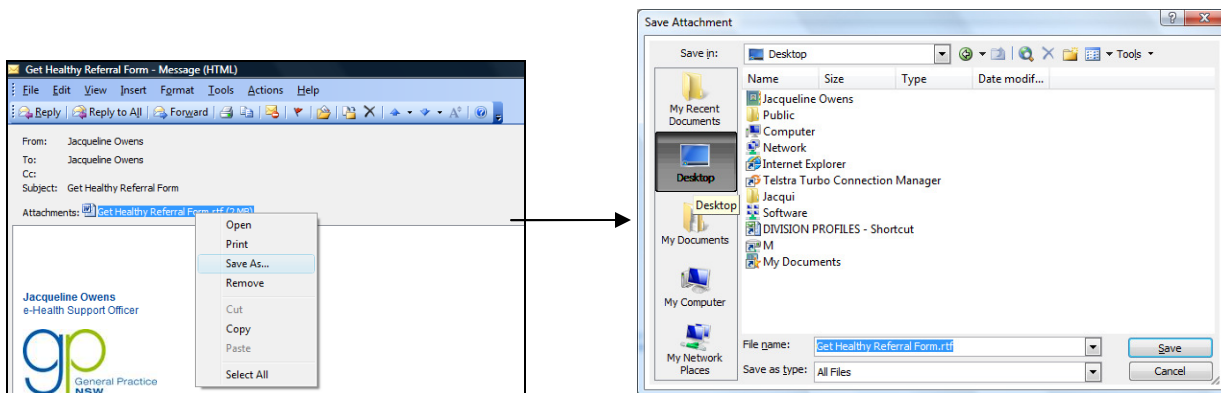 Get Healthy Referral Form - Message (HTML)
File Edit View Insert Format Tools Actions Help
Reply Reply to All Forward
From: Jacqueline Owens
To: Jacqueline Owens
Cc:
Subject: Get Healthy Referral Form
Attachments: Get Healthy Referral Form.rtf (2 MB)
Open
Print
Save As...
Remove
Cut
Copy
Paste
Select All
Jacqueline Owens
e-Health Support Officer
gp
General Practice
NSW
Save Attachment
Save in: Desktop Tools
My Recent
Documents
Desktop
Desktop
My Documents
My Computer
My Network
Places
Name Size Type Date modif...
Jacqueline Owens
Public
Computer
Network
Internet Explorer
Telstra Turbo Connection Manager
Jacqui
Software
DIVISION PROFILES - Shortcut
M
My Documents
File name: Get Healthy Referral Form.rtf Save
Save as type: All Files Cancel